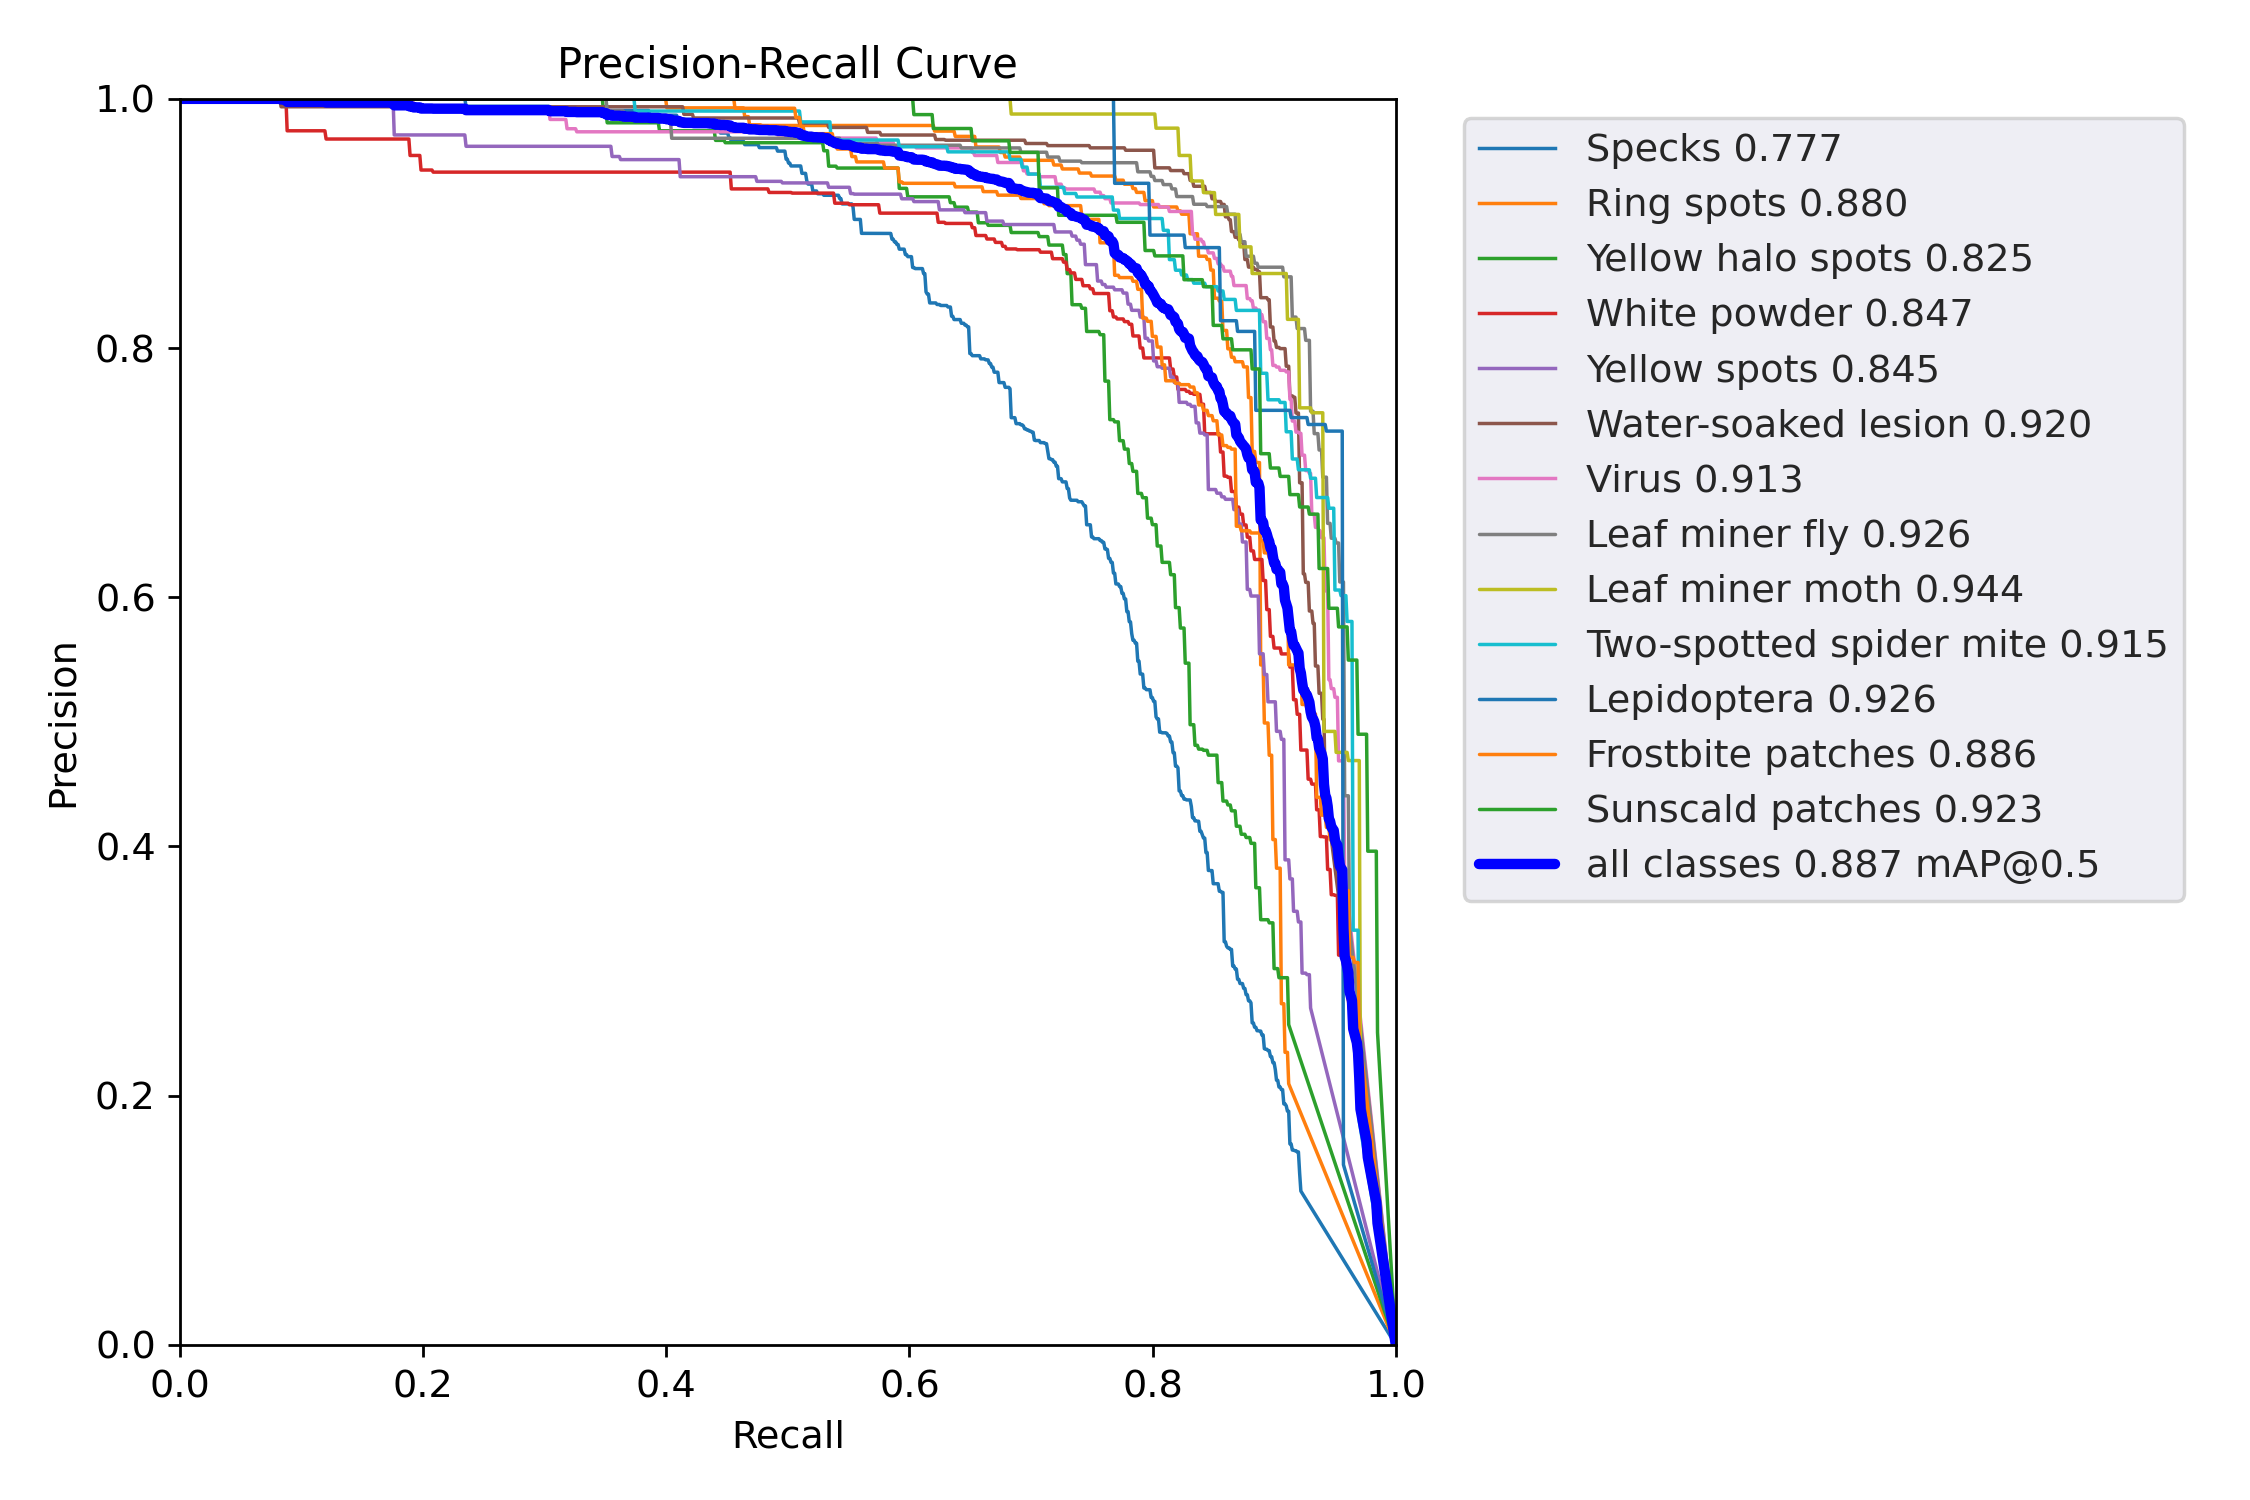 Precision-Recall Curve
1.0
0.8
0.6
0.4
0.2
0.0
Precision
0.0 0.2 0.4 0.6 0.8 1.0
Recall
Specks 0.777
Ring spots 0.880
Yellow halo spots 0.825
White powder 0.847
Yellow spots 0.845
Water-soaked lesion 0.920
Virus 0.913
Leaf miner fly 0.926
Leaf miner moth 0.944
Two-spotted spider mite 0.915
Lepidoptera 0.926
Frostbite patches 0.886
Sunscald patches 0.923
all classes 0.887 mAP@0.5